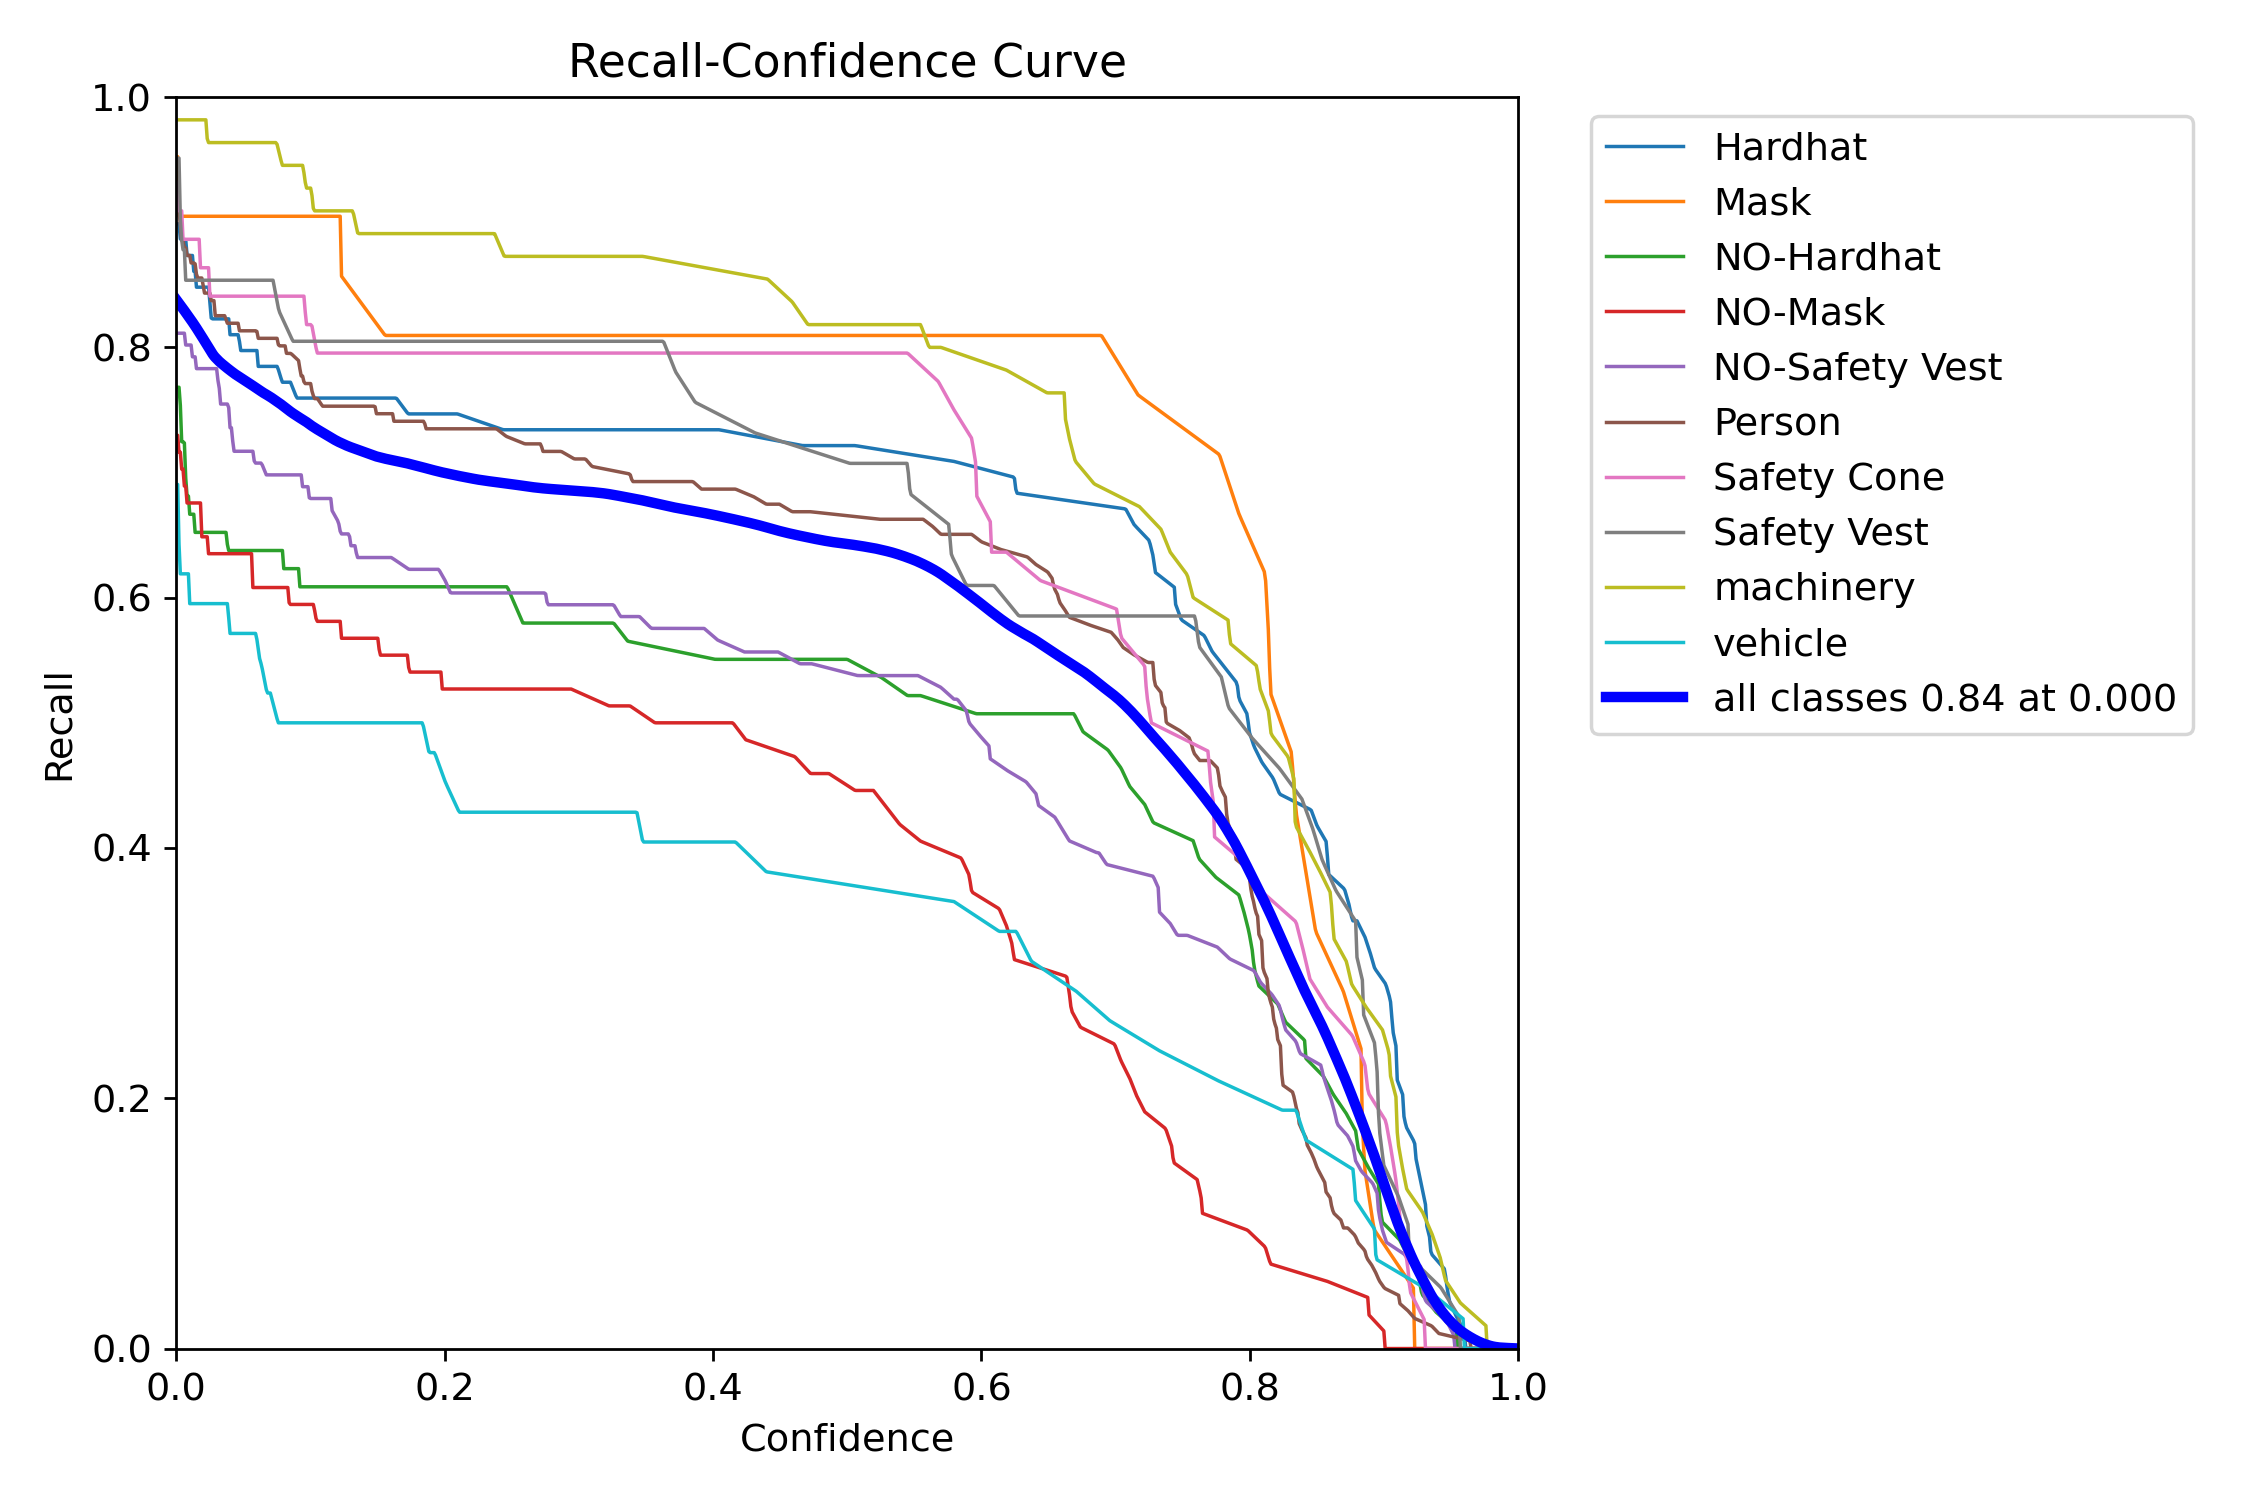 Recall-Confidence Curve
1.0
0.8
0.6
0.4
0.2
0.0
Recall
0.0 0.2 0.4 0.6 0.8 1.0
Confidence
Hardhat
Mask
NO-Hardhat
NO-Mask
NO-Safety Vest
Person
Safety Cone
Safety Vest
machinery
vehicle
all classes 0.84 at 0.000